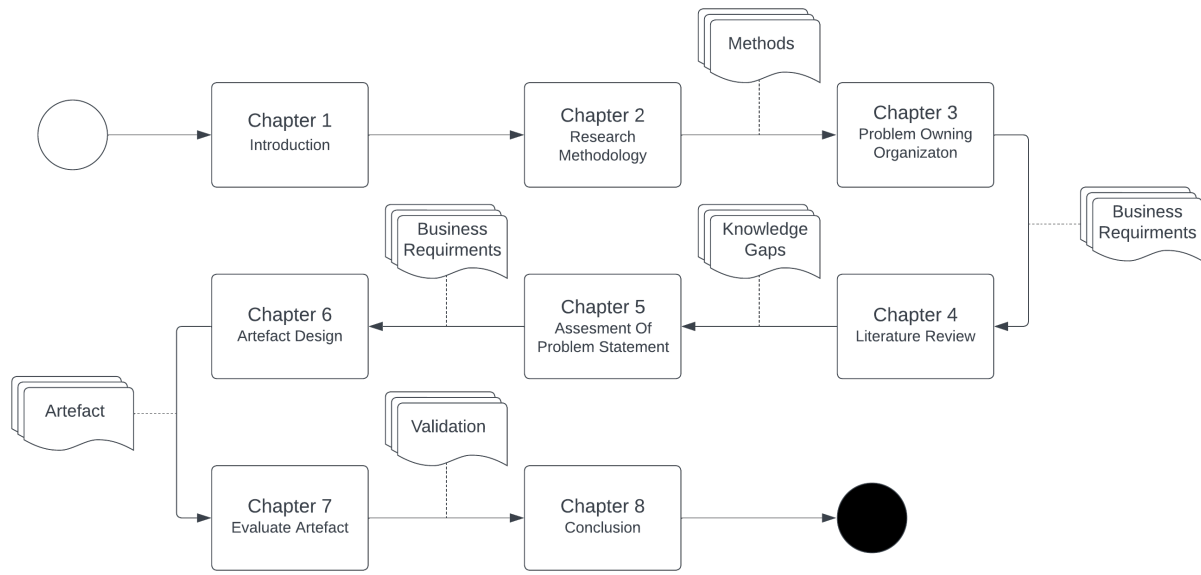 Methods
Chapter 1
Introduction
Chapter 2
Research
Methodology
Chapter 3
Problem Owning
Organizaton
Business
Requirments
Knowledge
Gaps
Business
Requirments
Chapter 4
Literature Review
Chapter 5
Assesment Of
Problem Statement
Chapter 6
Artefact Design
Artefact
Validation
Chapter 7
Evaluate Artefact
Chapter 8
Conclusion